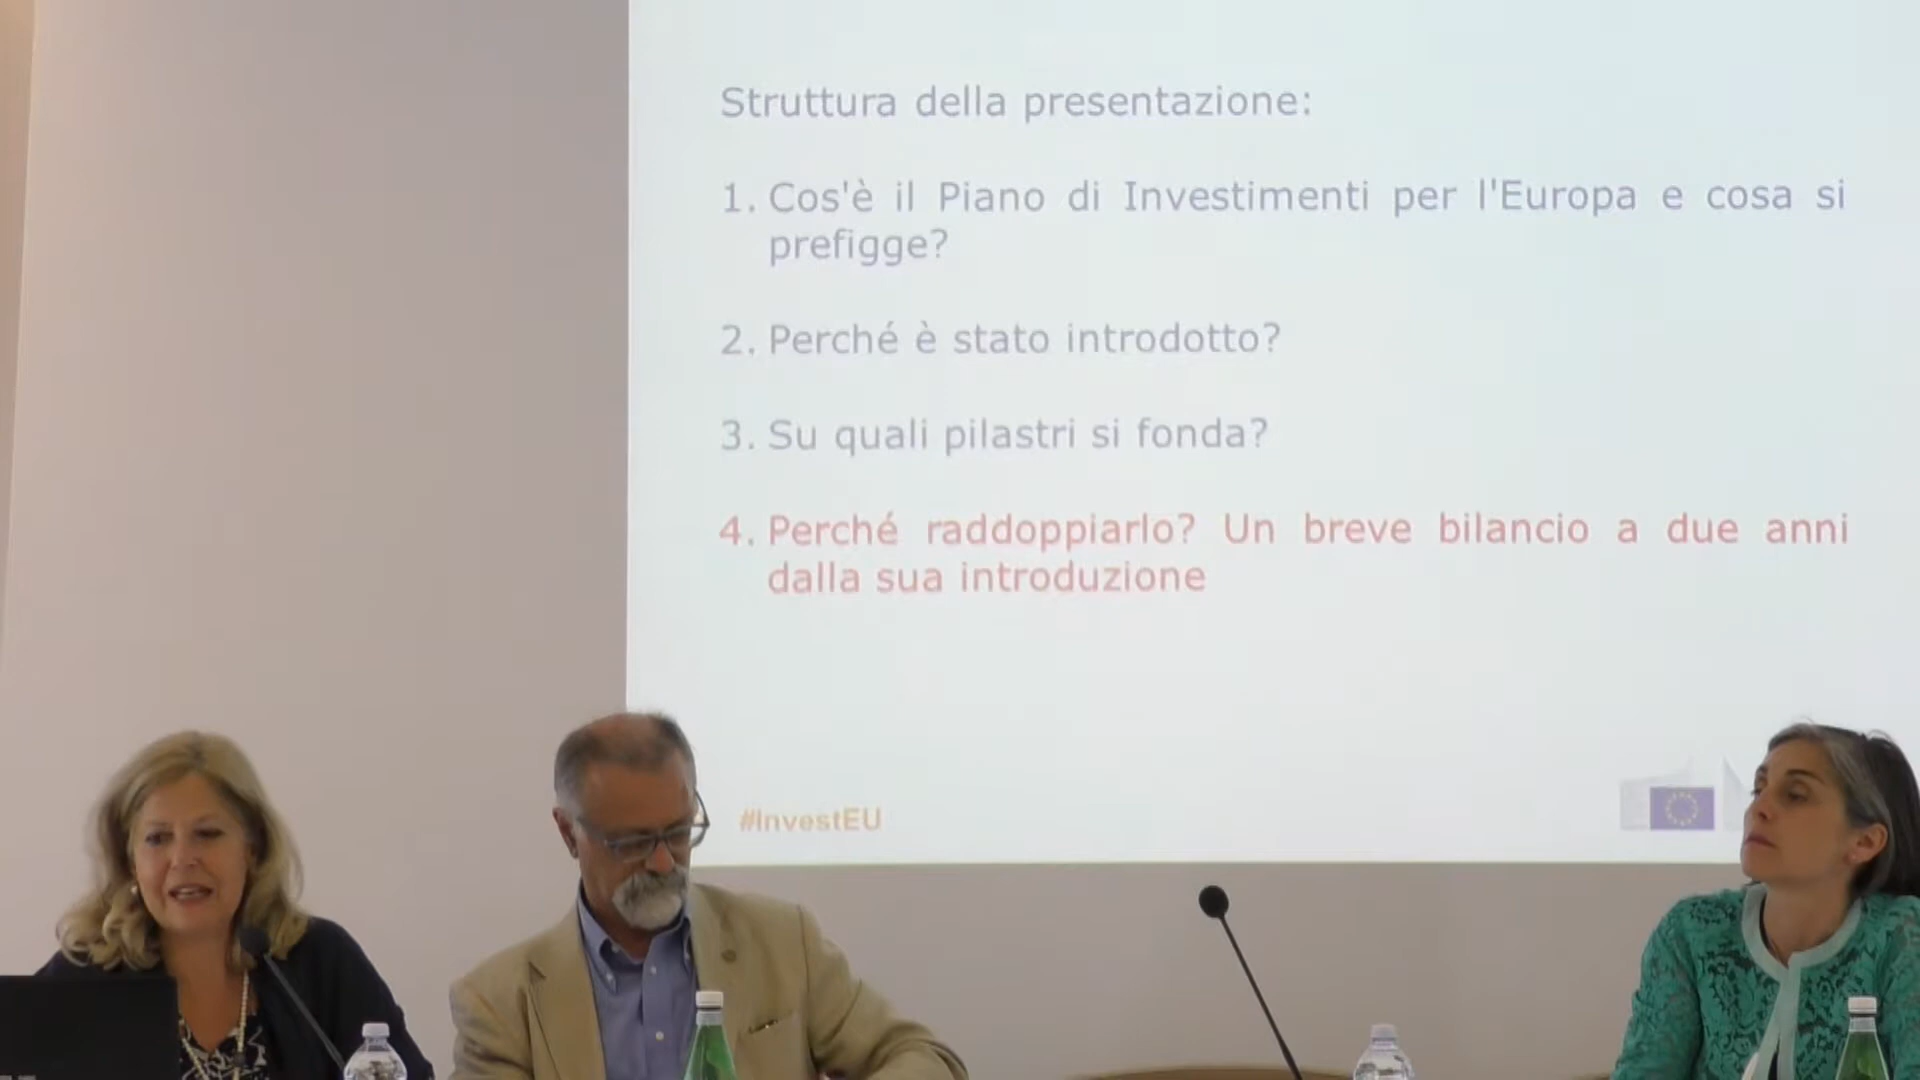 Struttura della presentazione:
1. Cos'è il Piano di Investimenti per l'Europa e cosa si
prefigge?
2. Perché è stato introdotto?
3. Su quali pilastri si fonda?
4. Perché raddoppiarlo? Un breve bilancio a due anni
dalla sua introduzione
#InvestEU